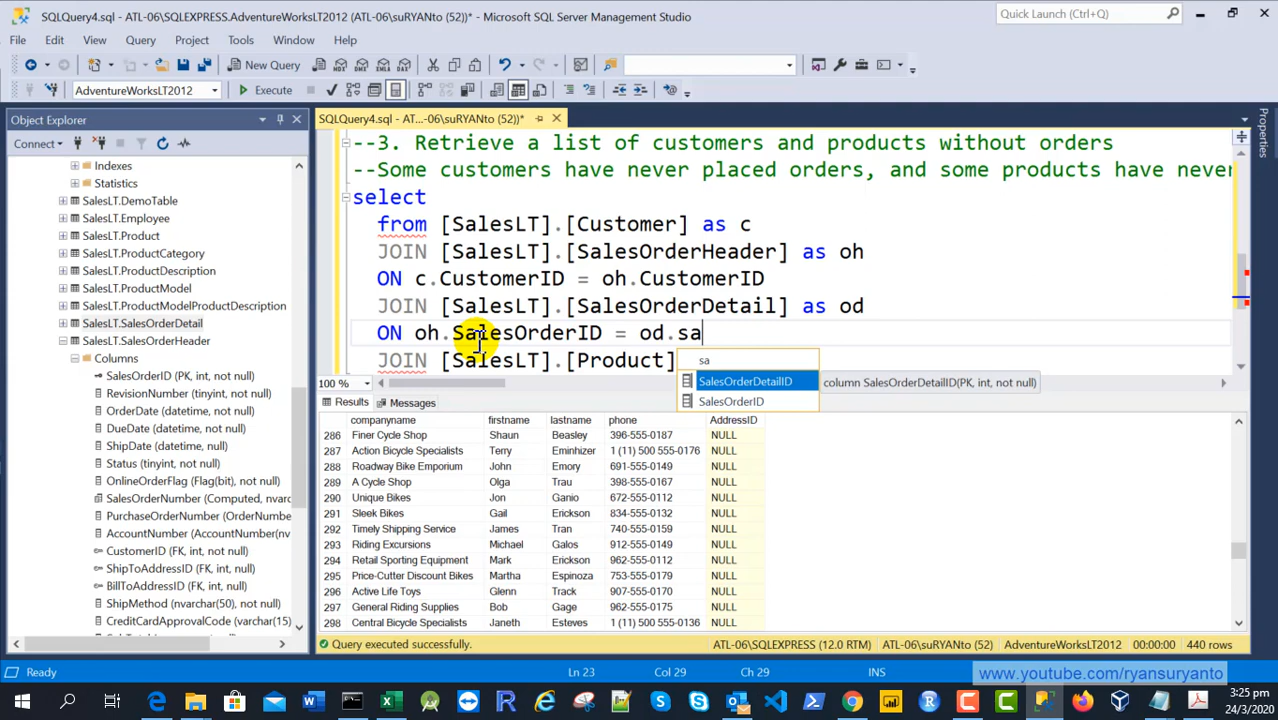 SQLQuery4.sql - ATL-06\SQLEXPRESS.AdventureWorksLT2012 (ATL-06\suRYANto (52))* - Microsoft SQL Server Management Studio
Quick Launch (Ctrl+Q)
File Edit View Query Project Tools Window Help
New Query
AdventureWorksLT2012 Execute
Object Explorer
SQLQuery4.sql - AT...-06\suRYANto (52))*
Properties
Connect
Indexes
Statistics
SalesLT.DemoTable
SalesLT.Employee
SalesLT.Product
SalesLT.ProductCategory
SalesLT.ProductDescription
SalesLT.ProductModel
SalesLT.ProductModelProductDescription
SalesLT.SalesOrderDetail
SalesLT.SalesOrderHeader
Columns
SalesOrderID (PK, int, not null)
RevisionNumber (tinyint, not null)
OrderDate (datetime, not null)
DueDate (datetime, not null)
ShipDate (datetime, null)
Status (tinyint, not null)
OnlineOrderFlag (Flag(bit), not null)
SalesOrderNumber (Computed, nvarc
PurchaseOrderNumber (OrderNumbe
AccountNumber (AccountNumber(nv
CustomerID (FK, int, not null)
ShipToAddressID (FK, int, null)
BillToAddressID (FK, int, null)
ShipMethod (nvarchar(50), not null)
CreditCardApprovalCode (varchar(15)
--3. Retrieve a list of customers and products without orders
--Some customers have never placed orders, and some products have never
select
from [SalesLT].[Customer] as c
JOIN [SalesLT].[SalesOrderHeader] as oh
ON c.CustomerID = oh.CustomerID
JOIN [SalesLT].[SalesOrderDetail] as od
ON oh.SalesOrderID = od.sa
JOIN [SalesLT].[Product]
sa
SalesOrderDetailID
SalesOrderID
column SalesOrderDetailID(PK, int, not null)
100 %
Results Messages
companyname firstname lastname phone AddressID
286 Finer Cycle Shop Shaun Beasley 396-555-0187 NULL
287 Action Bicycle Specialists Terry Eminhizer 1 (11) 500 555-0176 NULL
288 Roadway Bike Emporium John Emory 691-555-0149 NULL
289 A Cycle Shop Olga Trau 398-555-0167 NULL
290 Unique Bikes Jon Ganio 672-555-0112 NULL
291 Sleek Bikes Gail Erickson 834-555-0132 NULL
292 Timely Shipping Service James Tran 740-555-0159 NULL
293 Riding Excursions Michael Galos 912-555-0149 NULL
294 Retail Sporting Equipment Mark Erickson 962-555-0112 NULL
295 Price-Cutter Discount Bikes Martha Espinoza 753-555-0179 NULL
296 Active Life Toys Glenn Track 907-555-0170 NULL
297 General Riding Supplies Bob Gage 962-555-0175 NULL
298 Central Bicycle Specialists Janeth Esteves 1 (11) 500 555-0136 NULL
Query executed successfully. ATL-06\SQLEXPRESS (12.0 RTM) ATL-06\suRYANto (52) AdventureWorksLT2012 00:00:00 440 rows
Ready Ln 23 Col 29 Ch 29 INS
www.youtube.com/ryansuryanto
3:25 pm
24/3/2020